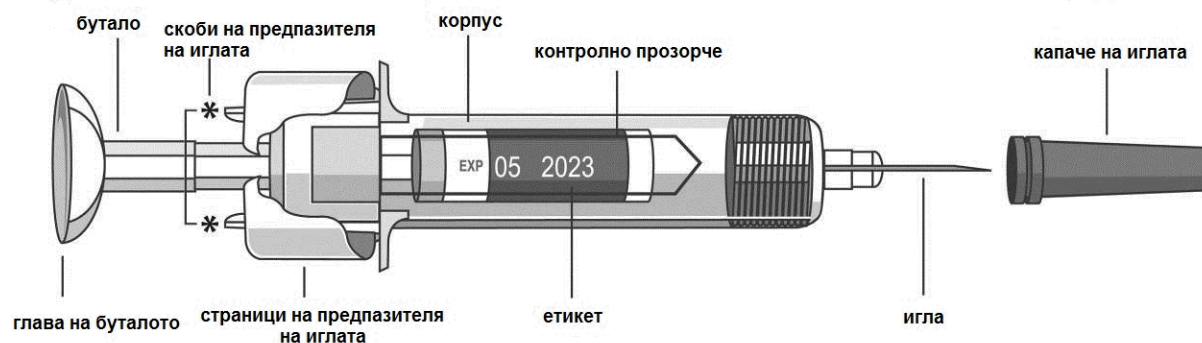 бутало
скоби на предпазителя
на иглата
корпус
контролно прозорче
капаче на иглата
*
EXP 05 2023
*
глава на буталото
страници на предпазителя
на иглата
етикет
игла